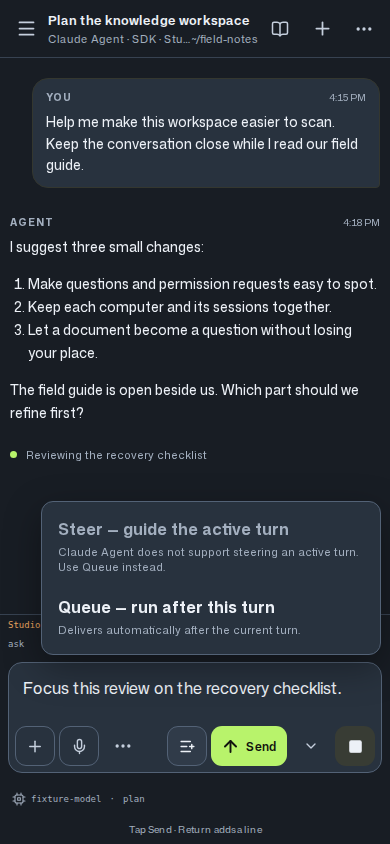 Plan the knowledge workspace
Claude Agent · SDK · Stu…~/field-notes
YOU 4:15 PM
Help me make this workspace easier to scan.
Keep the conversation close while I read our field
guide.
AGENT 4:18 PM
I suggest three small changes:
1. Make questions and permission requests easy to spot.
2. Keep each computer and its sessions together.
3. Let a document become a question without losing
your place.
The field guide is open beside us. Which part should we
refine first?
Reviewing the recovery checklist
Steer — guide the active turn
Claude Agent does not support steering an active turn.
Use Queue instead.
Queue — run after this turn
Delivers automatically after the current turn.
Studio
ask
Focus this review on the recovery checklist.
Send
fixture-model · plan
Tap Send · Return adds a line